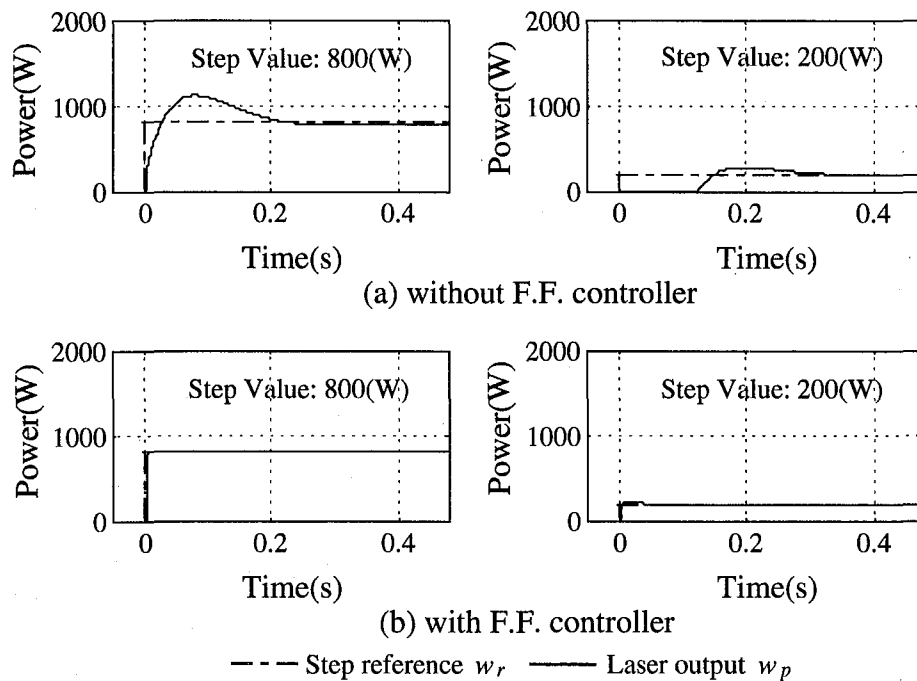 2000
Step Value: 800(W)
Power(W)
1000
0
0 0.2 0.4
Time(s)
2000
Step Value: 200(W)
Power(W)
1000
0
0 0.2 0.4
Time(s)
(a) without F.F. controller
2000
Step Value: 800(W)
Power(W)
1000
0
0 0.2 0.4
Time(s)
2000
Step Value: 200(W)
Power(W)
1000
0
0 0.2 0.4
Time(s)
(b) with F.F. controller
Step reference w_r Laser output w_p